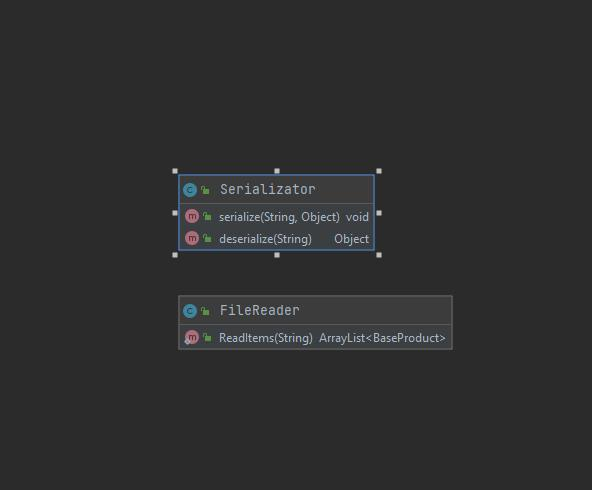 C Serializator
m serialize(String, Object) void
m deserialize(String) Object
C FileReader
m ReadItems(String) ArrayList<BaseProduct>